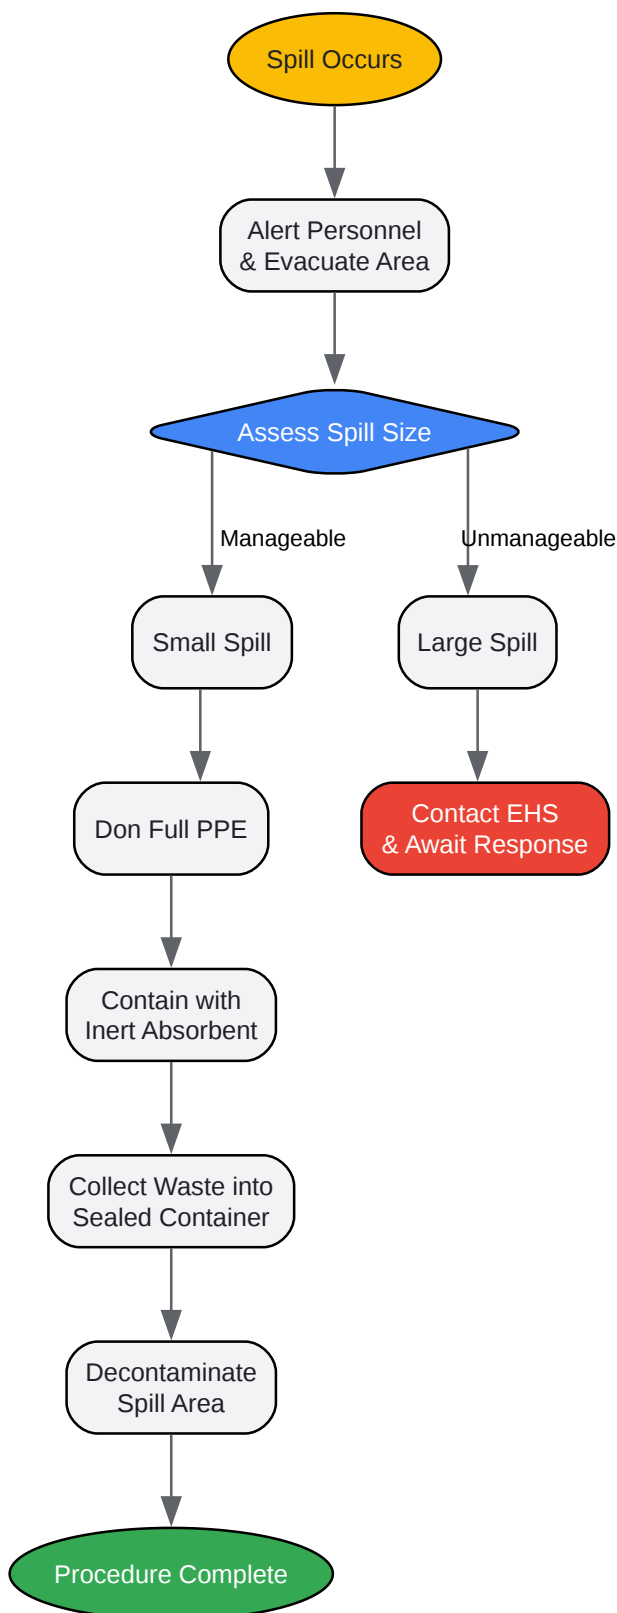 Spill Occurs
Alert Personnel
& Evacuate Area
Assess Spill Size
Manageable
Unmanageable
Small Spill
Large Spill
Don Full PPE
Contact EHS
& Await Response
Contain with
Inert Absorbent
Collect Waste into
Sealed Container
Decontaminate
Spill Area
Procedure Complete